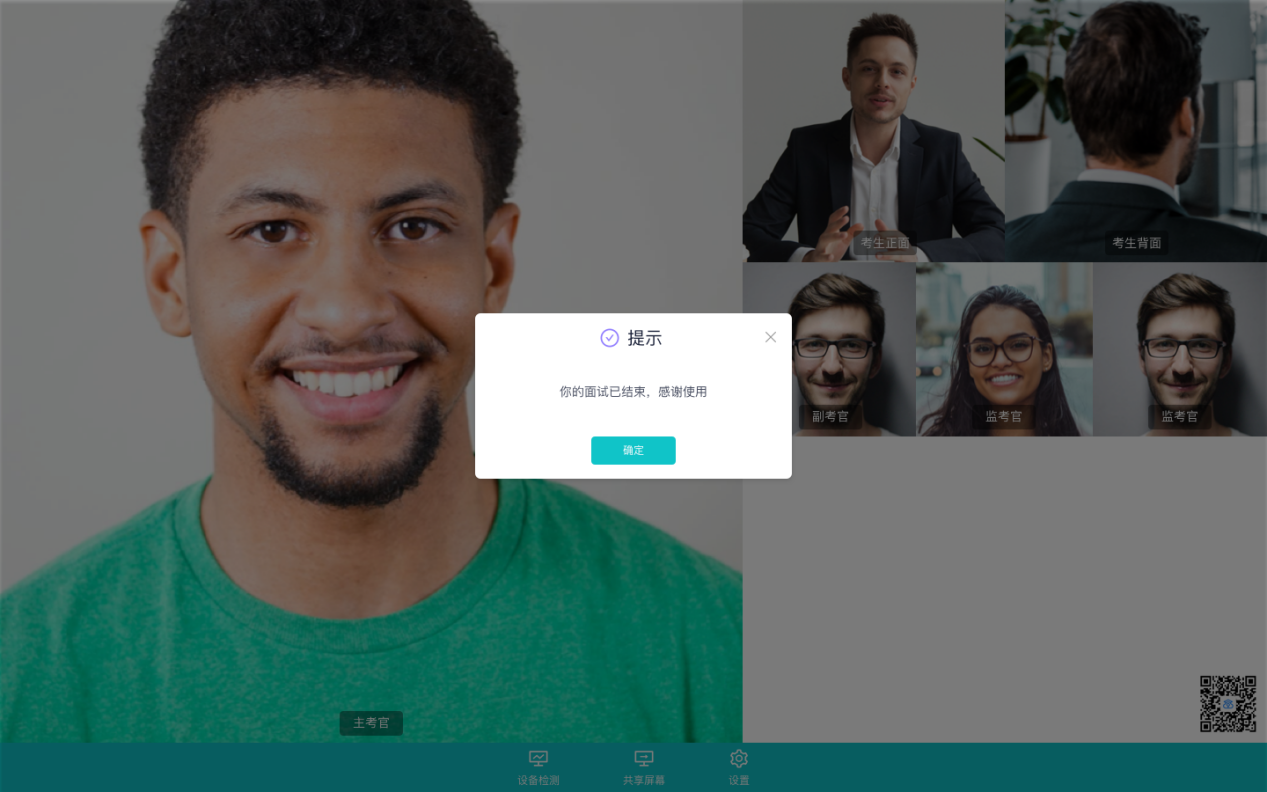 考生正面
考生背面
提示
你的面试已结束，感谢使用
确定
副考官
监考官
监考官
主考官
设备检测
共享屏幕
设置